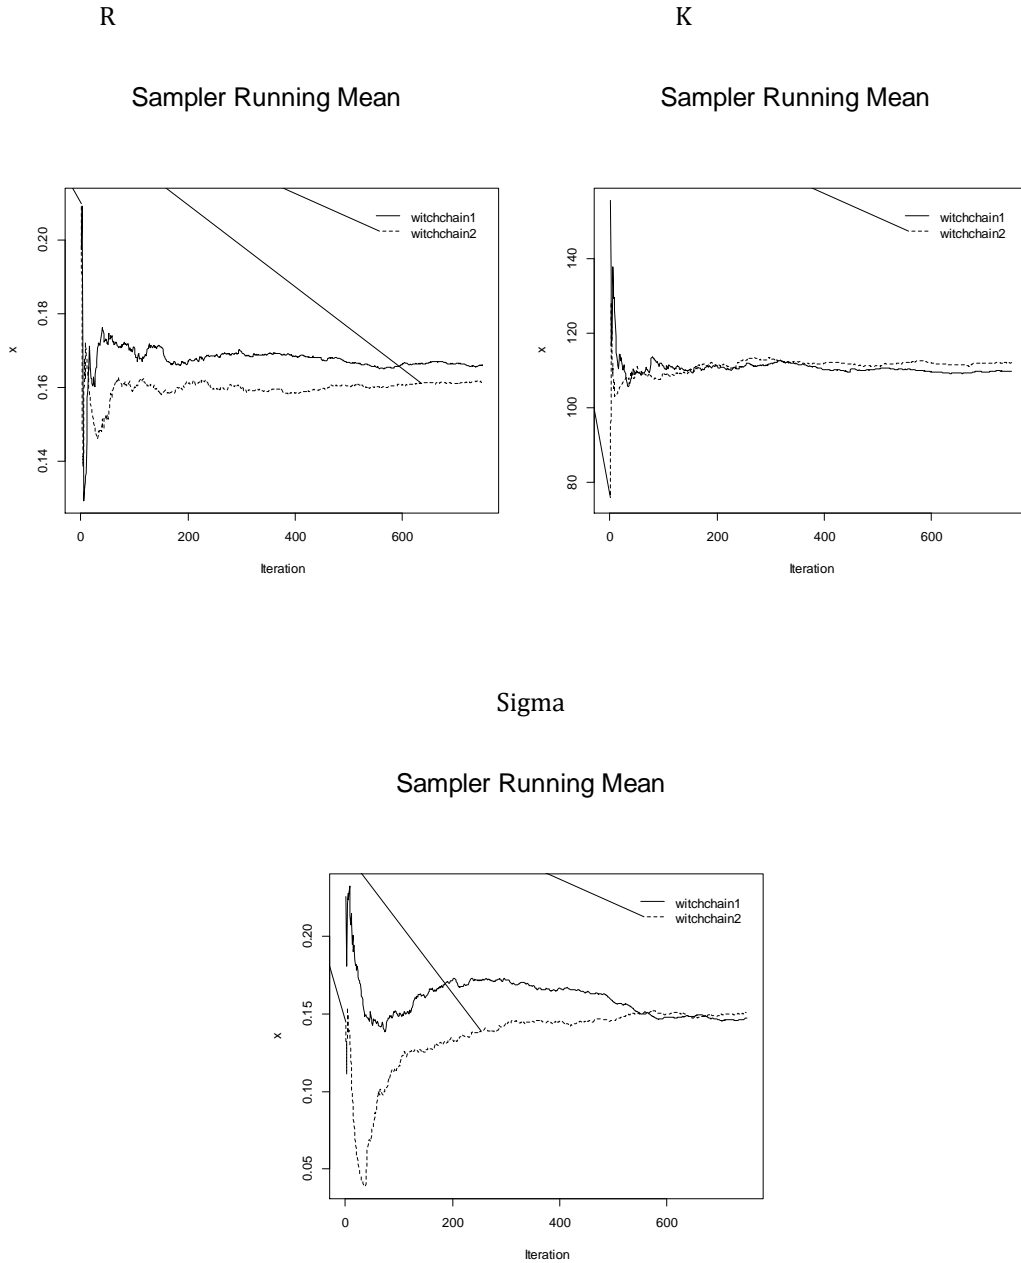 R K
Sampler Running Mean Sampler Running Mean
witchchain1 witchchain1
witchchain2 witchchain2
0.20
0.18
0.16
0.14
x
140
120
100
80
x
0 200 400 600 0 200 400 600
Iteration Iteration
Sigma
Sampler Running Mean
witchchain1
witchchain2
0.20
0.15
0.10
0.05
x
0 200 400 600
Iteration